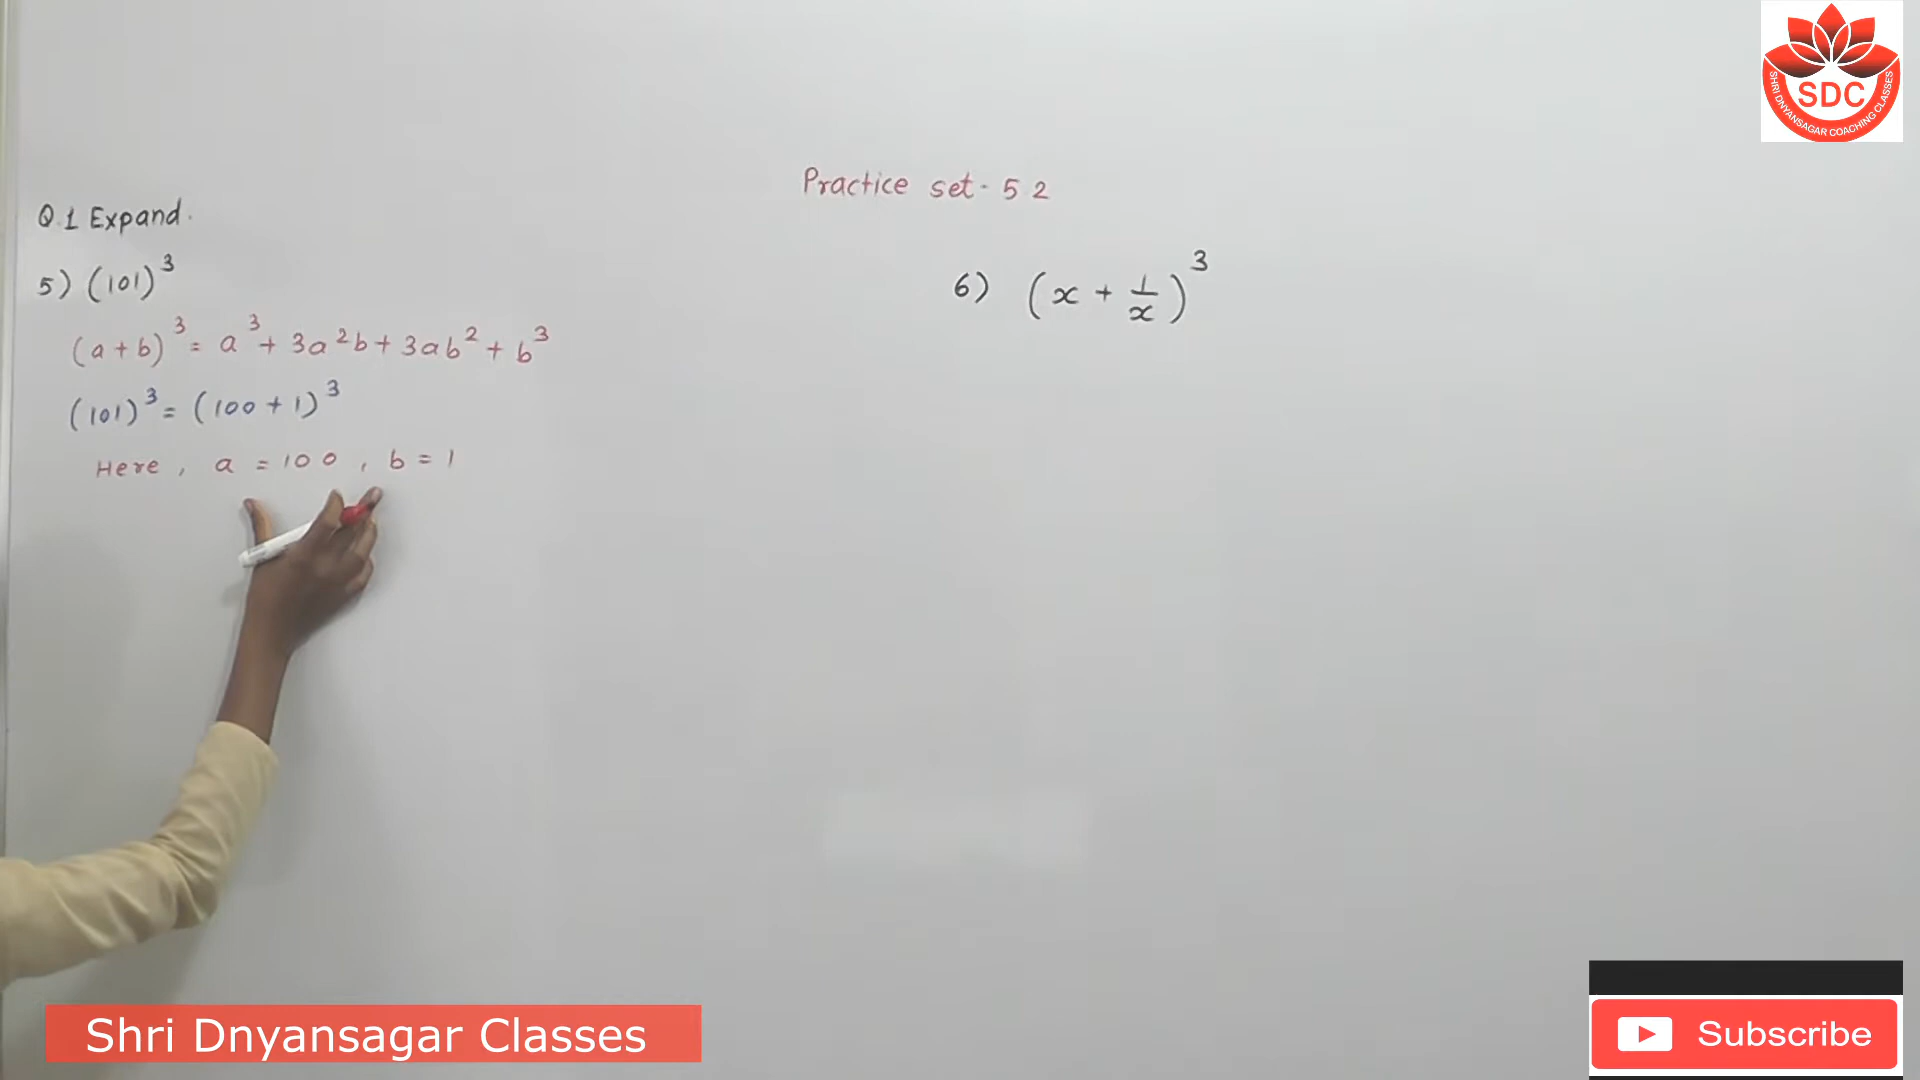 SDC
SHRI DNYANSAGAR COACHING CLASSES
Practice set - 5 2
Q.1 Expand.
5) (101)³
(a + b)³ = a³ + 3a²b + 3ab² + b³
(101)³ = (100 + 1)³
Here, a = 100, b = 1
6) (x + 1/x)³
Shri Dnyansagar Classes
Subscribe